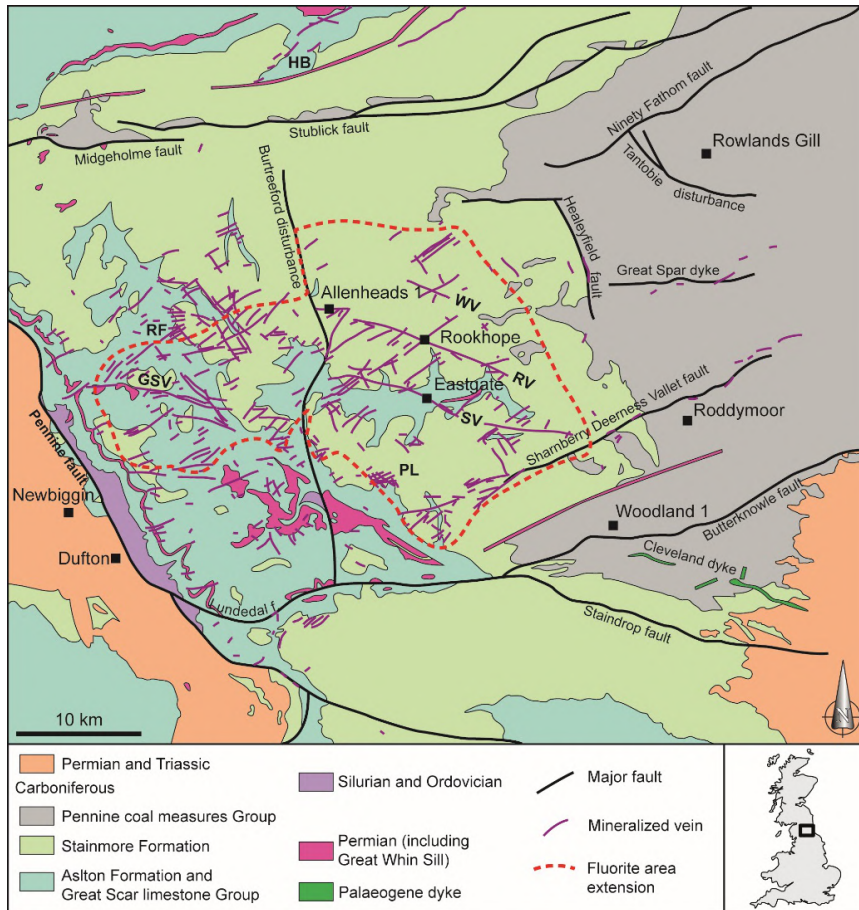 HB
Ninety Fathom fault
Stublick fault
Midgeholme fault
Rowlands Gill
Tantobie
disturbance
Burtreeford disturbance
Healeyfield
fault
Great Spar dyke
Allenheads 1
WV
RF
Rookhope
GSV
Eastgate
RV
SV
Sharnberry Deerness Vallet fault
Roddymoor
Pennine fault
PL
Newbiggin
Woodland 1
Butterknowle fault
Dufton
Cleveland dyke
Lundedal f.
Staindrop fault
10 km
N
Permian and Triassic
Carboniferous
Pennine coal measures Group
Stainmore Formation
Aslton Formation and
Great Scar limestone Group
Silurian and Ordovician
Permian (including
Great Whin Sill)
Palaeogene dyke
Major fault
Mineralized vein
Fluorite area
extension